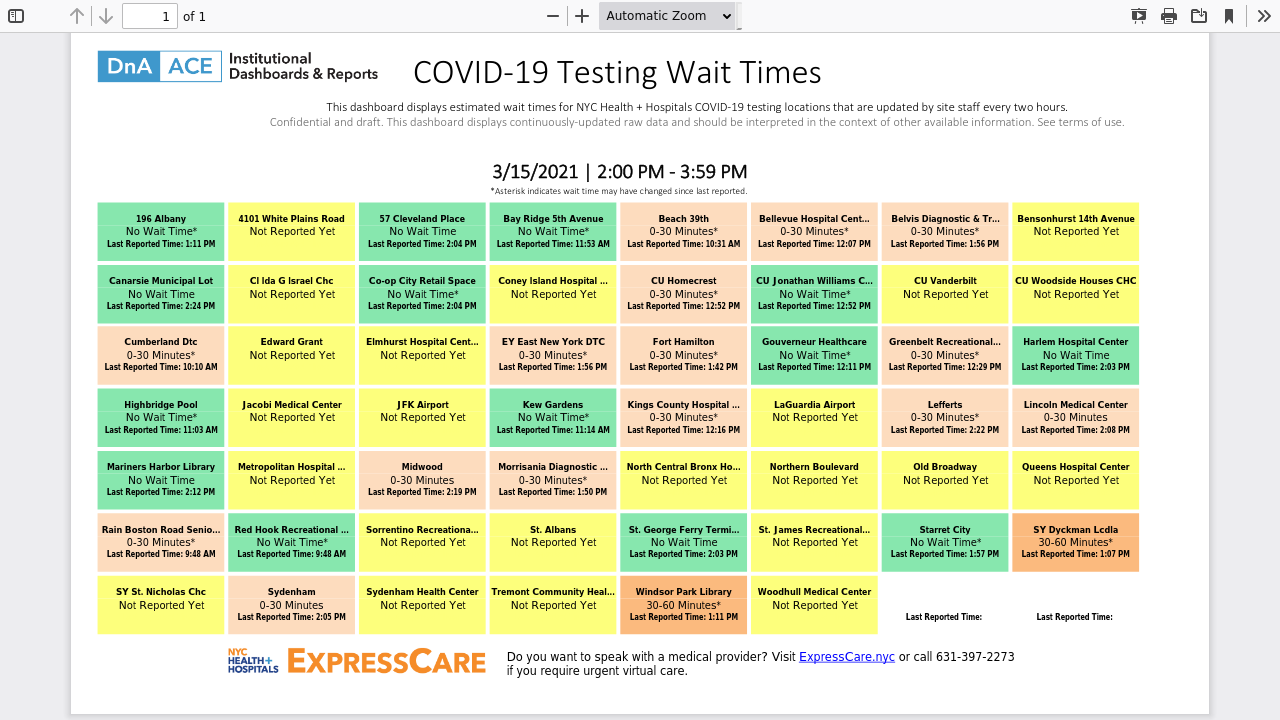 1 of 1
Automatic Zoom
DnA ACE Institutional
Dashboards & Reports
COVID-19 Testing Wait Times
This dashboard displays estimated wait times for NYC Health + Hospitals COVID-19 testing locations that are updated by site staff every two hours.
Confidential and draft. This dashboard displays continuously-updated raw data and should be interpreted in the context of other available information. See terms of use.
3/15/2021 | 2:00 PM - 3:59 PM
*Asterisk indicates wait time may have changed since last reported.
196 Albany
No Wait Time*
Last Reported Time: 1:11 PM
4101 White Plains Road
Not Reported Yet
57 Cleveland Place
No Wait Time
Last Reported Time: 2:04 PM
Bay Ridge 5th Avenue
No Wait Time*
Last Reported Time: 11:53 AM
Beach 39th
0-30 Minutes*
Last Reported Time: 10:31 AM
Bellevue Hospital Cent...
0-30 Minutes*
Last Reported Time: 12:07 PM
Belvis Diagnostic & Tr...
0-30 Minutes*
Last Reported Time: 1:56 PM
Bensonhurst 14th Avenue
Not Reported Yet
Canarsie Municipal Lot
No Wait Time
Last Reported Time: 2:24 PM
Cl Ida G Israel Chc
Not Reported Yet
Co-op City Retail Space
No Wait Time*
Last Reported Time: 2:04 PM
Coney Island Hospital ...
Not Reported Yet
CU Homecrest
0-30 Minutes*
Last Reported Time: 12:52 PM
CU Jonathan Williams C...
No Wait Time*
Last Reported Time: 12:52 PM
CU Vanderbilt
Not Reported Yet
CU Woodside Houses CHC
Not Reported Yet
Cumberland Dtc
0-30 Minutes*
Last Reported Time: 10:10 AM
Edward Grant
Not Reported Yet
Elmhurst Hospital Cent...
Not Reported Yet
EY East New York DTC
0-30 Minutes*
Last Reported Time: 1:56 PM
Fort Hamilton
0-30 Minutes*
Last Reported Time: 1:42 PM
Gouverneur Healthcare
No Wait Time*
Last Reported Time: 12:11 PM
Greenbelt Recreational...
0-30 Minutes*
Last Reported Time: 12:29 PM
Harlem Hospital Center
No Wait Time
Last Reported Time: 2:03 PM
Highbridge Pool
No Wait Time*
Last Reported Time: 11:03 AM
Jacobi Medical Center
Not Reported Yet
JFK Airport
Not Reported Yet
Kew Gardens
No Wait Time*
Last Reported Time: 11:14 AM
Kings County Hospital ...
0-30 Minutes*
Last Reported Time: 12:16 PM
LaGuardia Airport
Not Reported Yet
Lefferts
0-30 Minutes*
Last Reported Time: 2:22 PM
Lincoln Medical Center
0-30 Minutes
Last Reported Time: 2:08 PM
Mariners Harbor Library
No Wait Time
Last Reported Time: 2:12 PM
Metropolitan Hospital ...
Not Reported Yet
Midwood
0-30 Minutes
Last Reported Time: 2:19 PM
Morrisania Diagnostic ...
0-30 Minutes*
Last Reported Time: 1:50 PM
North Central Bronx Ho...
Not Reported Yet
Northern Boulevard
Not Reported Yet
Old Broadway
Not Reported Yet
Queens Hospital Center
Not Reported Yet
Rain Boston Road Senio...
0-30 Minutes*
Last Reported Time: 9:48 AM
Red Hook Recreational ...
No Wait Time*
Last Reported Time: 9:48 AM
Sorrentino Recreationa...
Not Reported Yet
St. Albans
Not Reported Yet
St. George Ferry Termi...
No Wait Time
Last Reported Time: 2:03 PM
St. James Recreational...
Not Reported Yet
Starret City
No Wait Time*
Last Reported Time: 1:57 PM
SY Dyckman Lcdla
30-60 Minutes*
Last Reported Time: 1:07 PM
SY St. Nicholas Chc
Not Reported Yet
Sydenham
0-30 Minutes
Last Reported Time: 2:05 PM
Sydenham Health Center
Not Reported Yet
Tremont Community Heal...
Not Reported Yet
Windsor Park Library
30-60 Minutes*
Last Reported Time: 1:11 PM
Woodhull Medical Center
Not Reported Yet
Last Reported Time:
Last Reported Time:
NYC
HEALTH+
HOSPITALS
EXPRESSCARE
Do you want to speak with a medical provider? Visit ExpressCare.nyc or call 631-397-2273
if you require urgent virtual care.